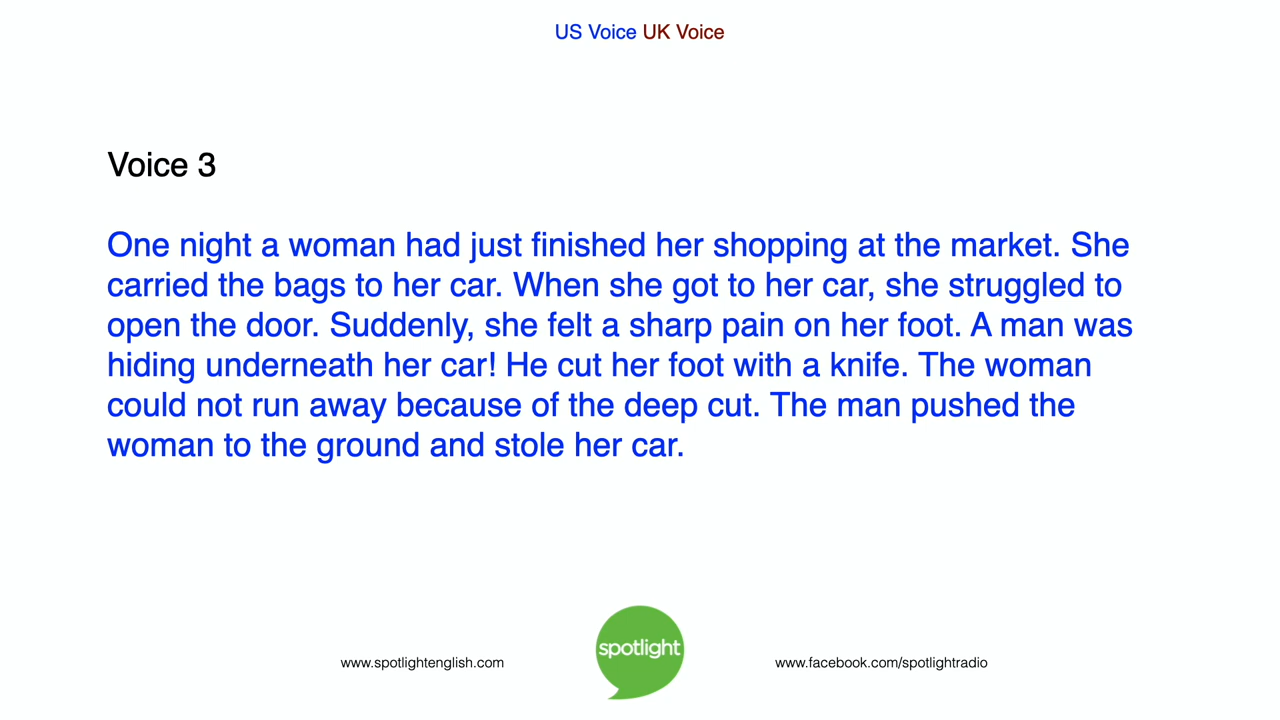 US Voice UK Voice
Voice 3
One night a woman had just finished her shopping at the market. She
carried the bags to her car. When she got to her car, she struggled to
open the door. Suddenly, she felt a sharp pain on her foot. A man was
hiding underneath her car! He cut her foot with a knife. The woman
could not run away because of the deep cut. The man pushed the
woman to the ground and stole her car.
www.spotlightenglish.com
spotlight
www.facebook.com/spotlightradio